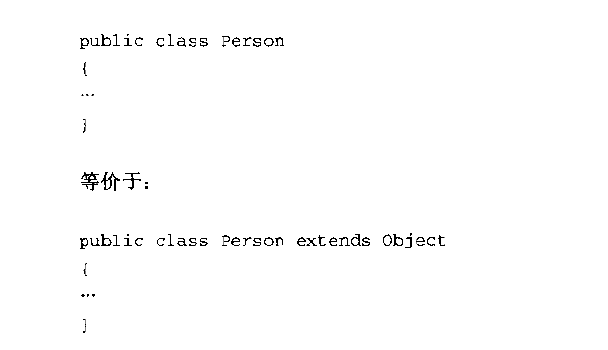 public class Person
{
…
}
等价于：
public class Person extends Object
{
…
}